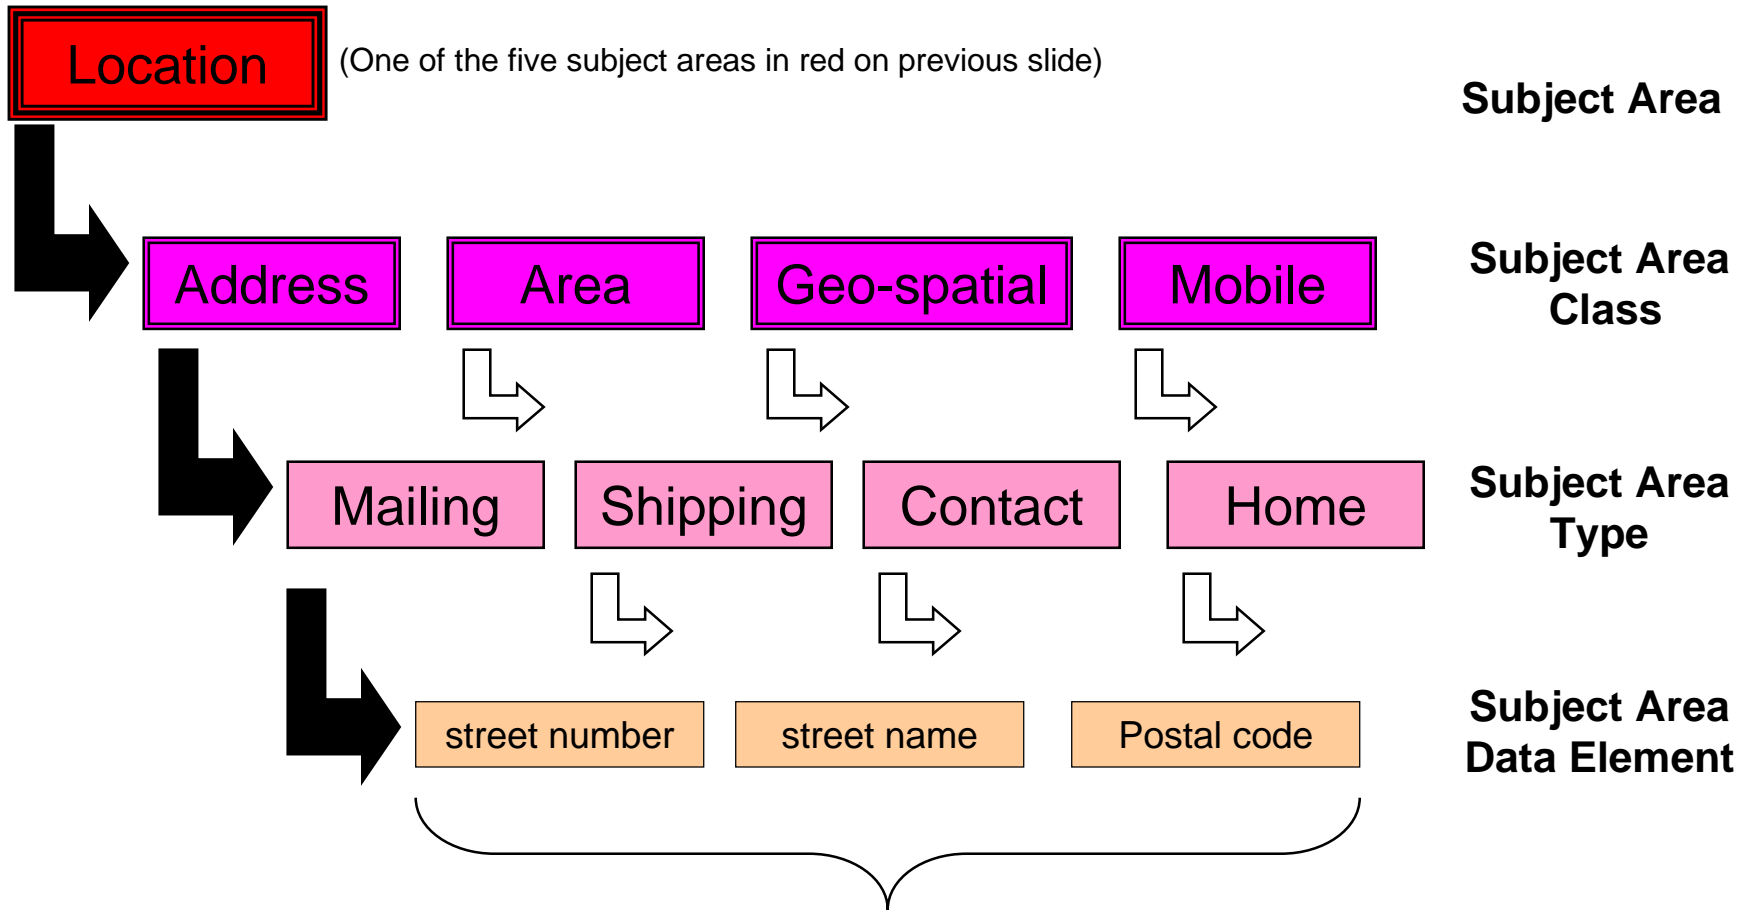 Location
(One of the five subject areas in red on previous slide)
Subject Area
Address
Area
Geo-spatial
Mobile
Subject Area
Class
Mailing
Shipping
Contact
Home
Subject Area
Type
street number
street name
Postal code
Subject Area
Data Element